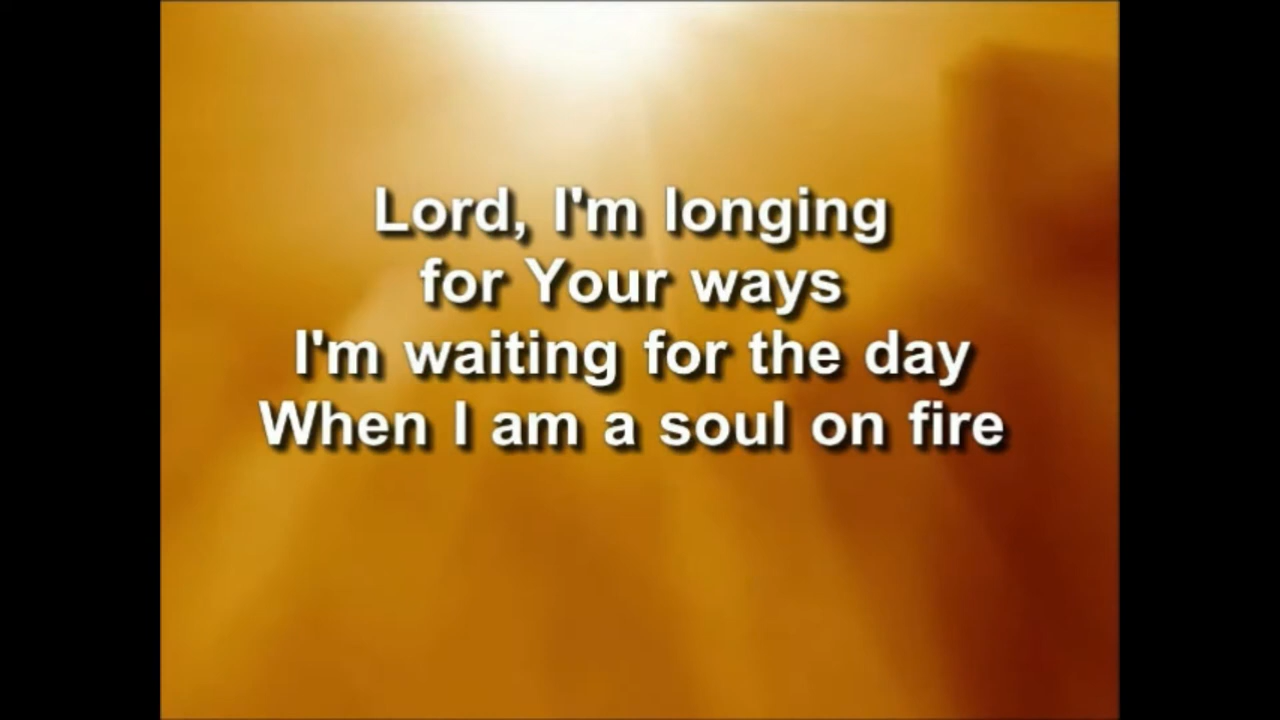 Lord, I'm longing
for Your ways
I'm waiting for the day
When I am a soul on fire